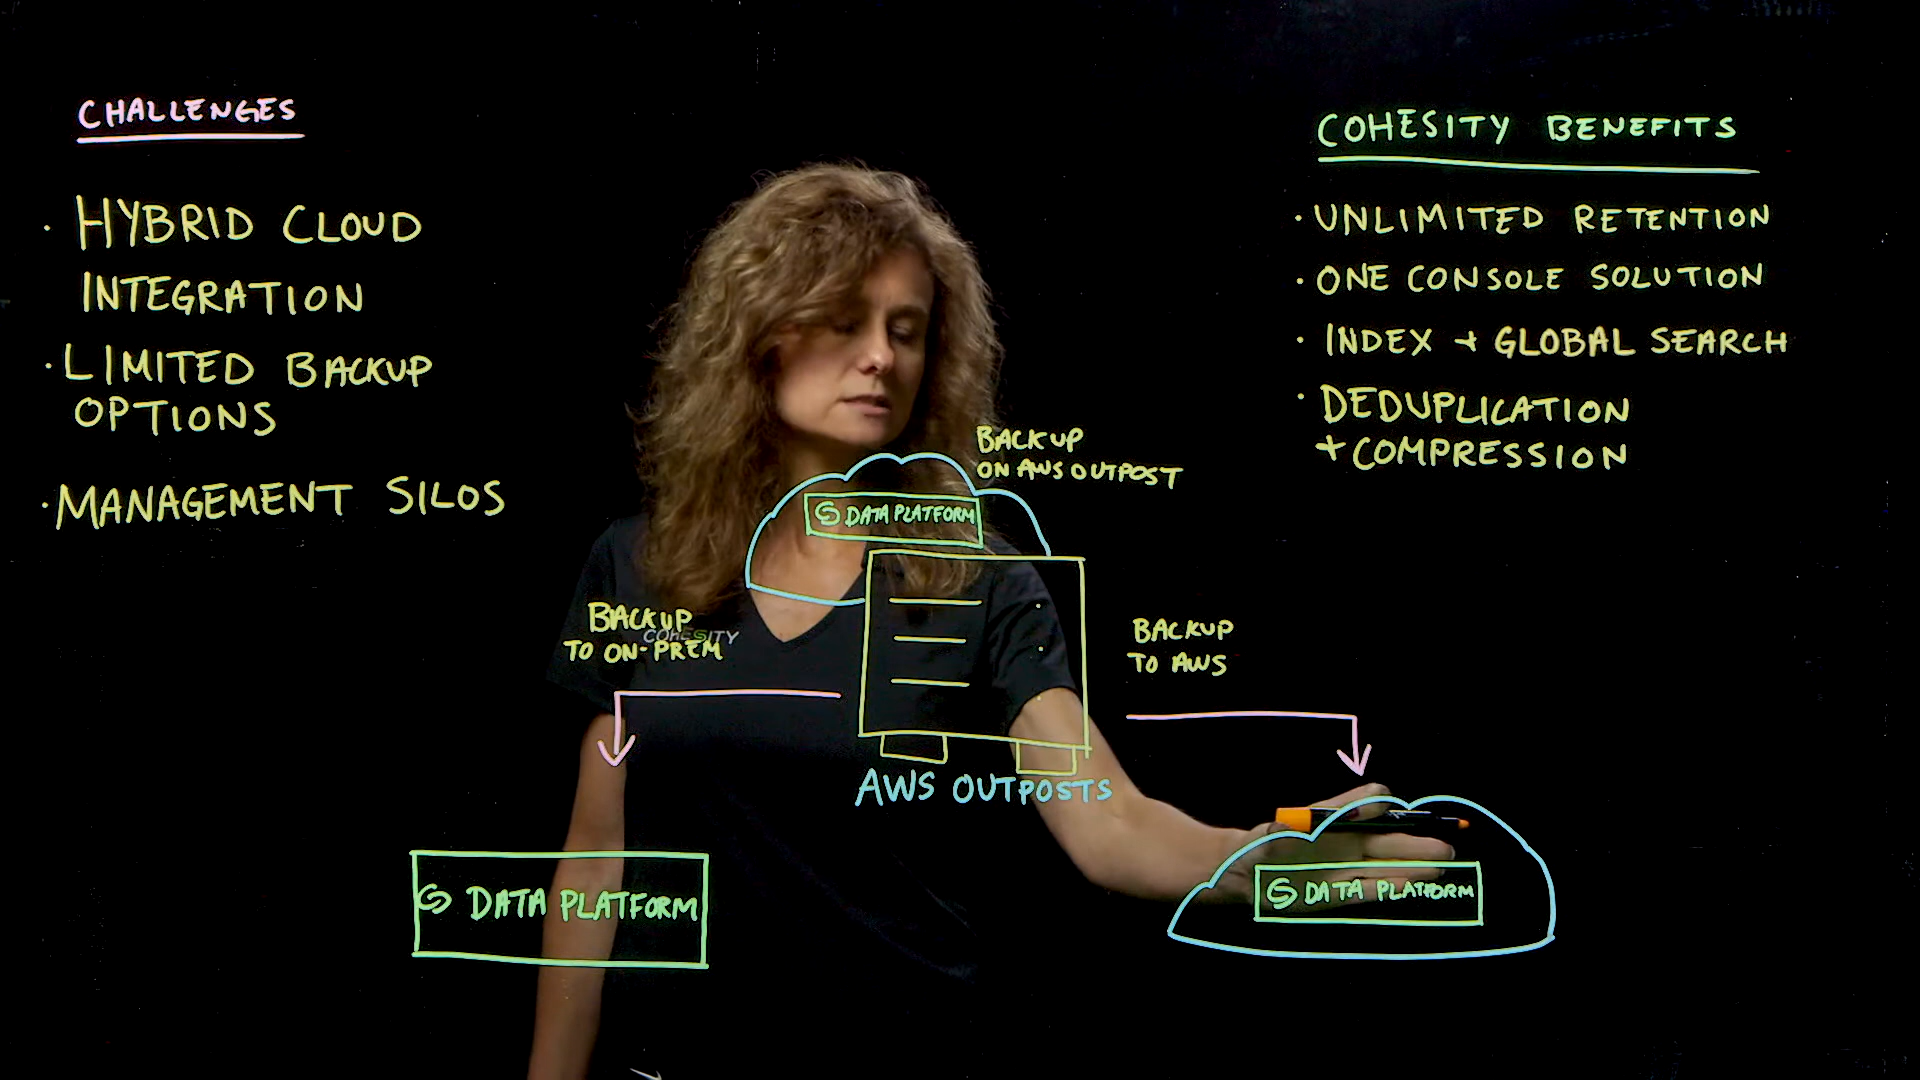 CHALLENGES
· HYBRID CLOUD
INTEGRATION
· LIMITED BACKUP
OPTIONS
· MANAGEMENT SILOS
COHESITY BENEFITS
· UNLIMITED RETENTION
· ONE CONSOLE SOLUTION
· INDEX + GLOBAL SEARCH
· DEDUPLICATION
+ COMPRESSION
BACKUP
ON AWS OUTPOST
DATA PLATFORM
BACKUP
TO ON-PREM
COHESITY
BACKUP
TO AWS
AWS OUTPOSTS
DATA PLATFORM
DATA PLATFORM